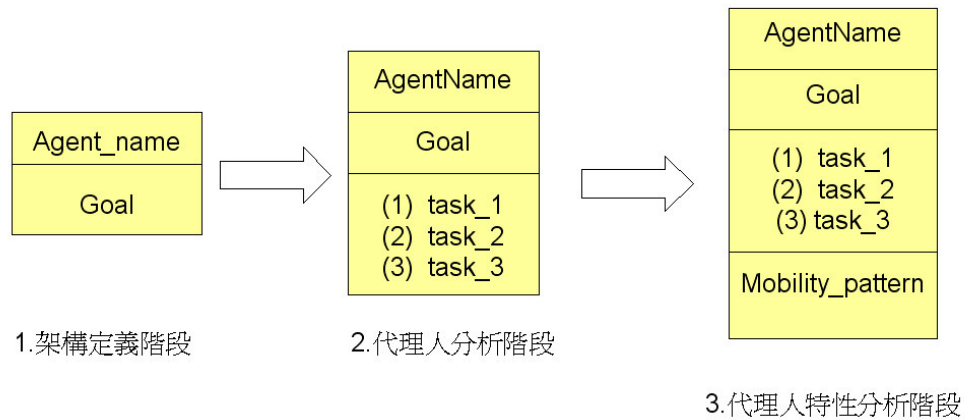 Agent_name
Goal
1.架構定義階段
AgentName
Goal
(1) task_1
(2) task_2
(3) task_3
2.代理人分析階段
AgentName
Goal
(1) task_1
(2) task_2
(3) task_3
Mobility_pattern
3.代理人特性分析階段